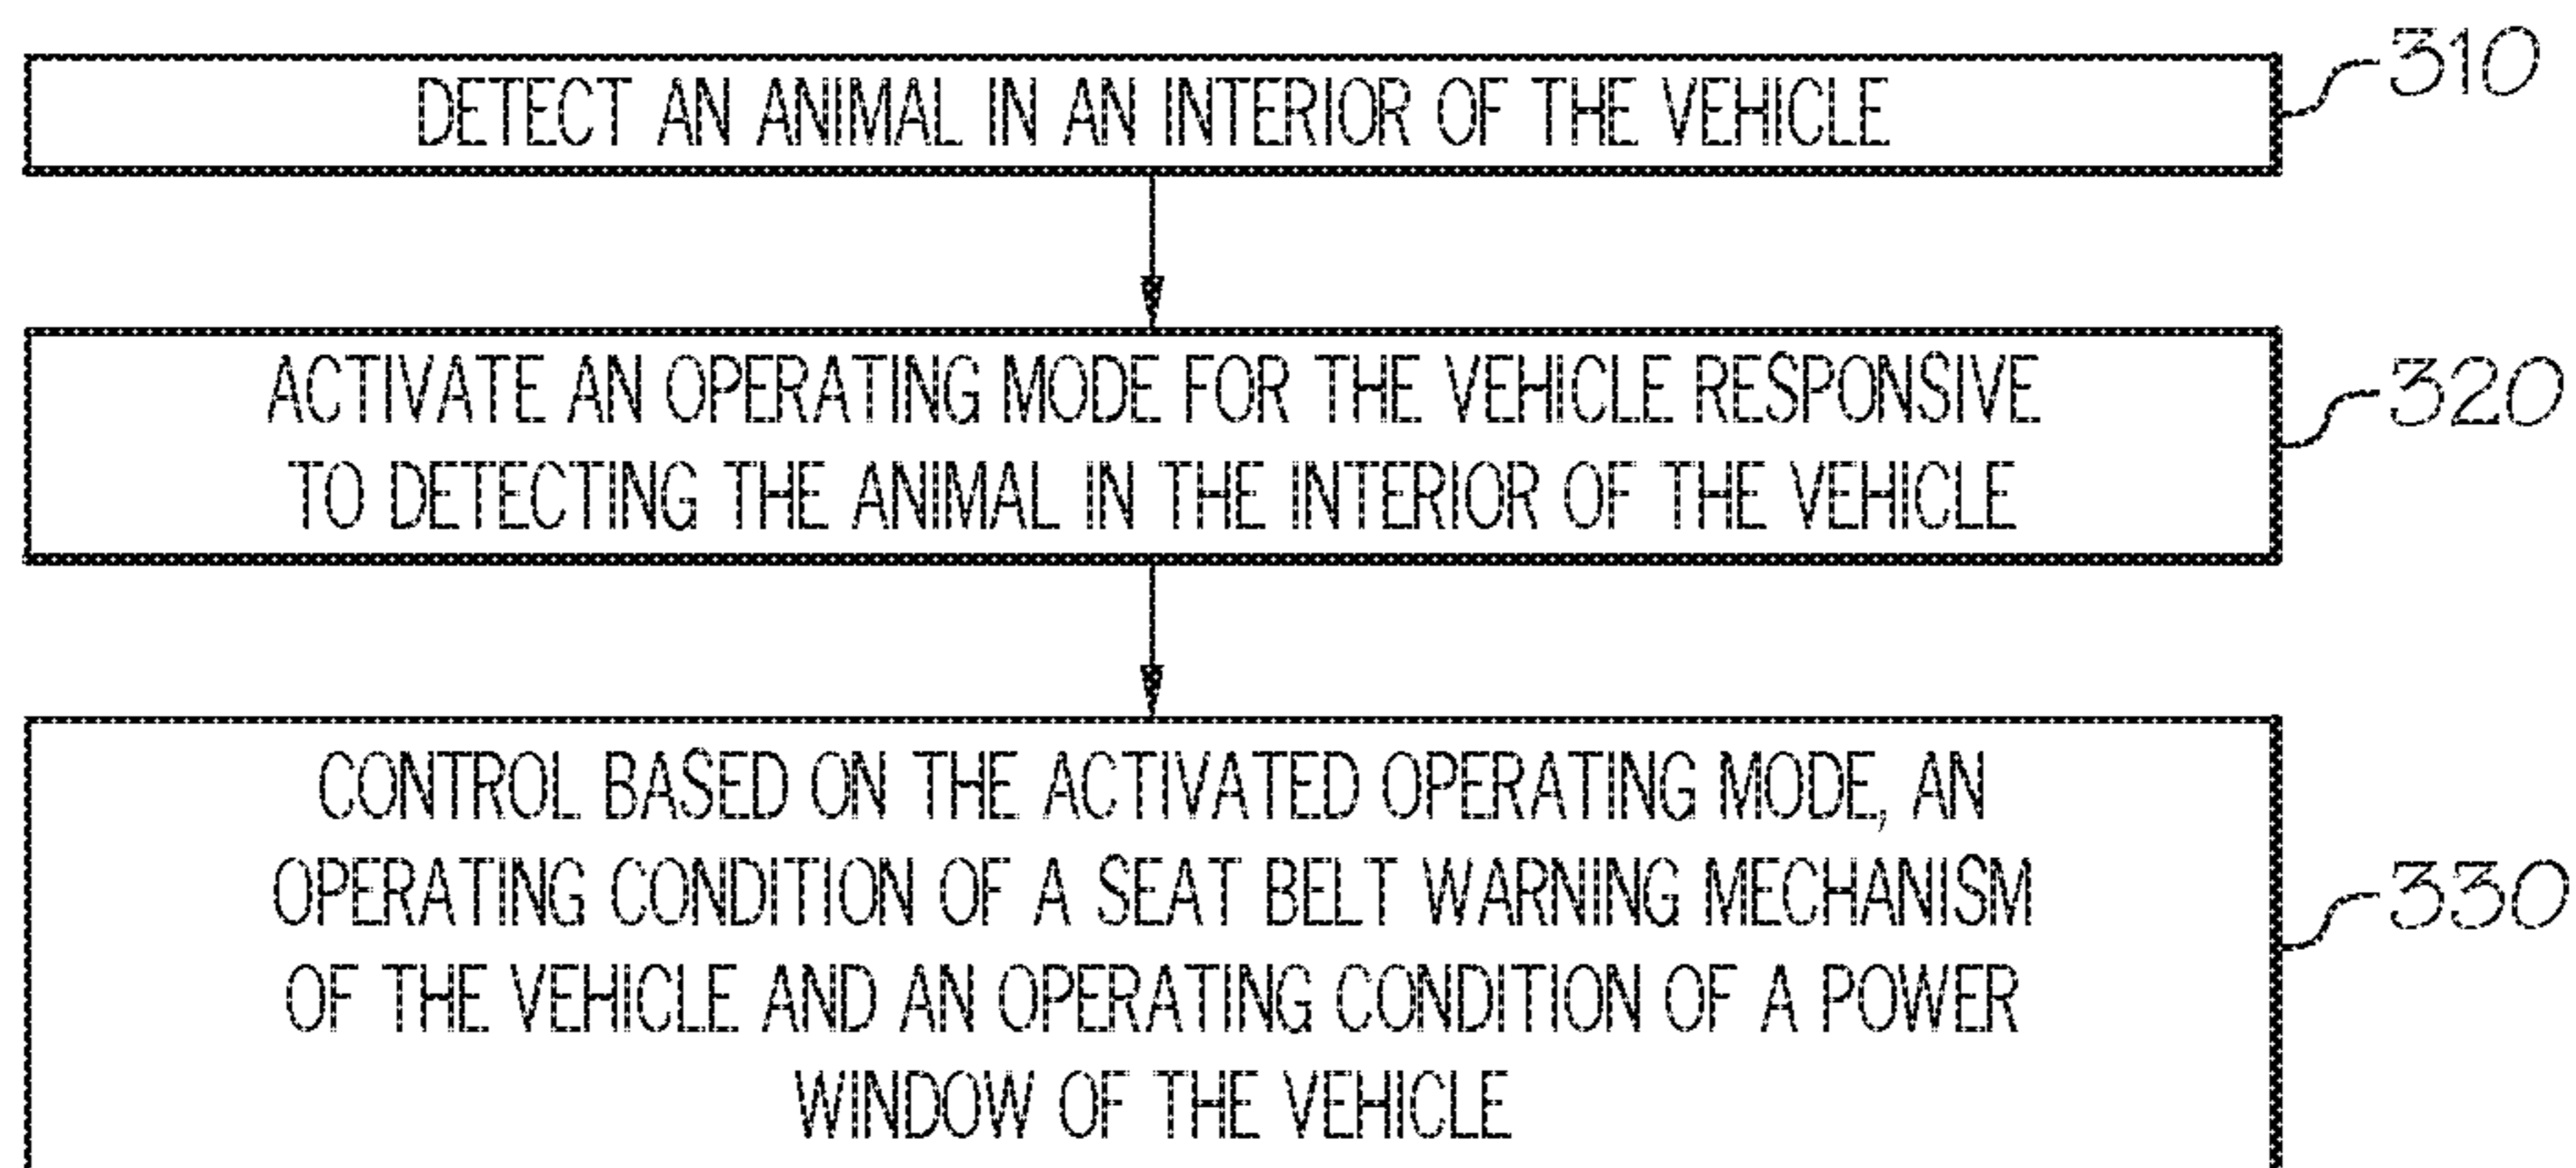 DETECT AN ANIMAL IN AN INTERIOR OF THE VEHICLE
310
ACTIVATE AN OPERATING MODE FOR THE VEHICLE RESPONSIVE
TO DETECTING THE ANIMAL IN THE INTERIOR OF THE VEHICLE
320
CONTROL BASED ON THE ACTIVATED OPERATING MODE, AN
OPERATING CONDITION OF A SEAT BELT WARNING MECHANISM
OF THE VEHICLE AND AN OPERATING CONDITION OF A POWER
WINDOW OF THE VEHICLE
330